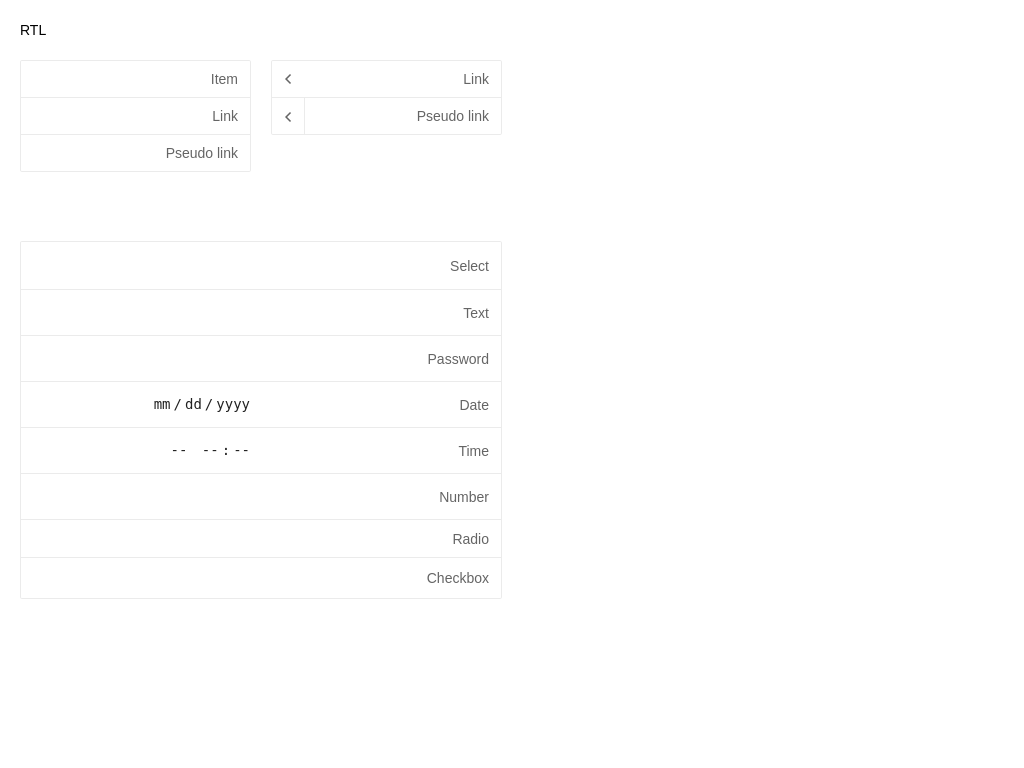 RTL
Item
Link
Pseudo link
Link
Pseudo link
Select
Text
Password
Date mm/dd/yyyy
Time -- --:--
Number
Radio
Checkbox